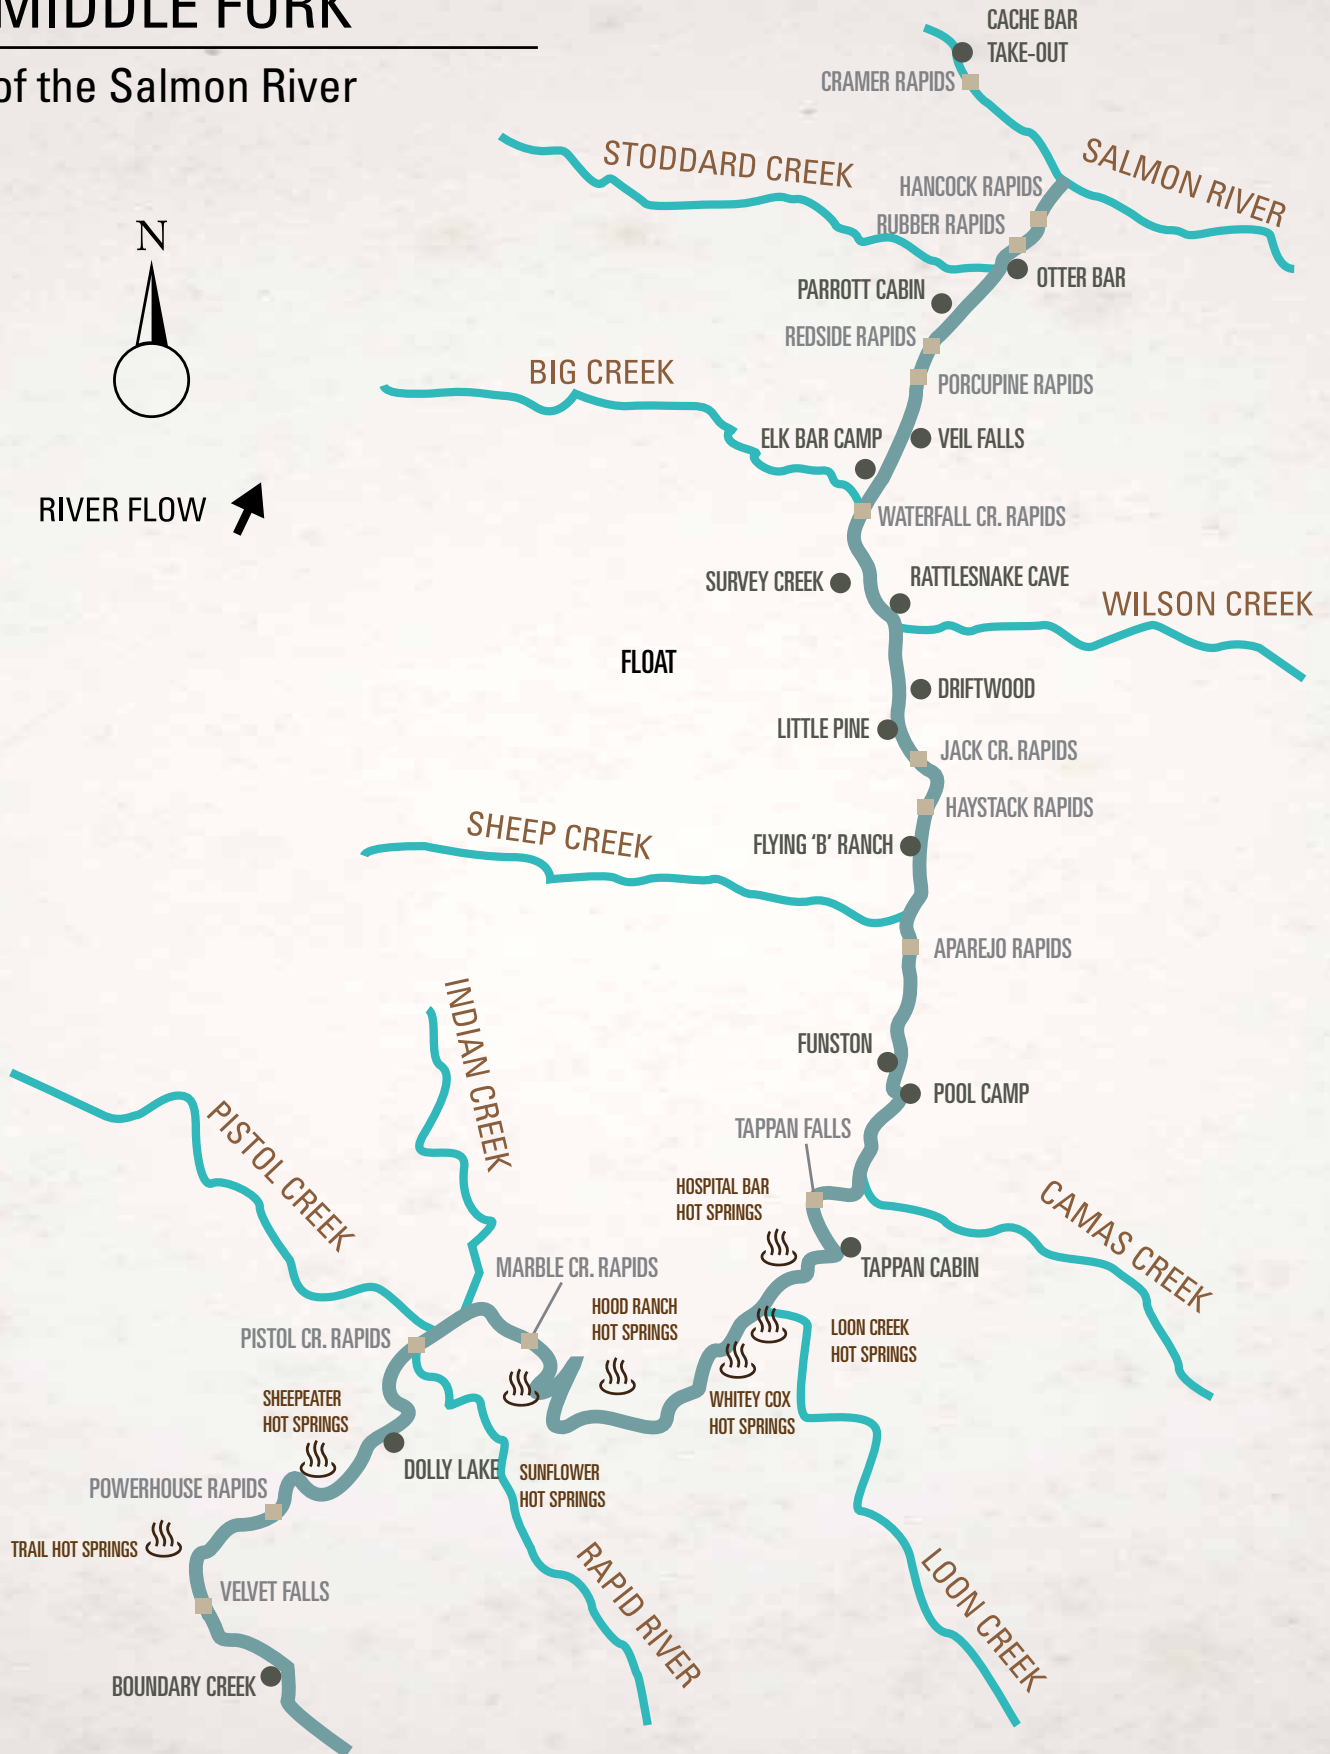 MIDDLE FORK
of the Salmon River
CACHE BAR
TAKE-OUT
CRAMER RAPIDS
STODDARD CREEK
SALMON RIVER
HANCOCK RAPIDS
RUBBER RAPIDS
N
OTTER BAR
PARROTT CABIN
REDSIDE RAPIDS
BIG CREEK
PORCUPINE RAPIDS
ELK BAR CAMP
VEIL FALLS
RIVER FLOW
WATERFALL CR. RAPIDS
SURVEY CREEK
RATTLESNAKE CAVE
WILSON CREEK
FLOAT
DRIFTWOOD
LITTLE PINE
JACK CR. RAPIDS
HAYSTACK RAPIDS
SHEEP CREEK
FLYING ‘B’ RANCH
APAREJO RAPIDS
INDIAN CREEK
FUNSTON
POOL CAMP
PISTOL CREEK
TAPPAN FALLS
HOSPITAL BAR
HOT SPRINGS
CAMAS CREEK
MARBLE CR. RAPIDS
TAPPAN CABIN
HOOD RANCH
HOT SPRINGS
PISTOL CR. RAPIDS
LOON CREEK
HOT SPRINGS
SHEEPEATER
HOT SPRINGS
WHITEY COX
HOT SPRINGS
DOLLY LAKE
SUNFLOWER
HOT SPRINGS
POWERHOUSE RAPIDS
TRAIL HOT SPRINGS
RAPID RIVER
LOON CREEK
VELVET FALLS
BOUNDARY CREEK